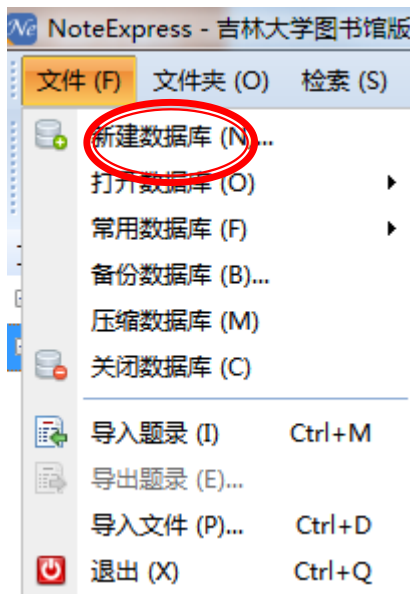 NoteExpress - 吉林大学图书馆版
文件 (F) 文件夹 (O) 检索 (S)
新建数据库 (N)...
打开数据库 (O)
常用数据库 (F)
备份数据库 (B)...
压缩数据库 (M)
关闭数据库 (C)
导入题录 (I) Ctrl+M
导出题录 (E)...
导入文件 (P)... Ctrl+D
退出 (X) Ctrl+Q